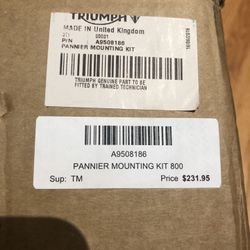 TRIUMPH
MADE IN United Kingdom
P/N A9508186
PANNIER MOUNTING KIT
TRIUMPH GENUINE PART TO BE
FITTED BY TRAINED TECHNICIAN
A9508186
PANNIER MOUNTING KIT 800
Sup: TM Price $231.95